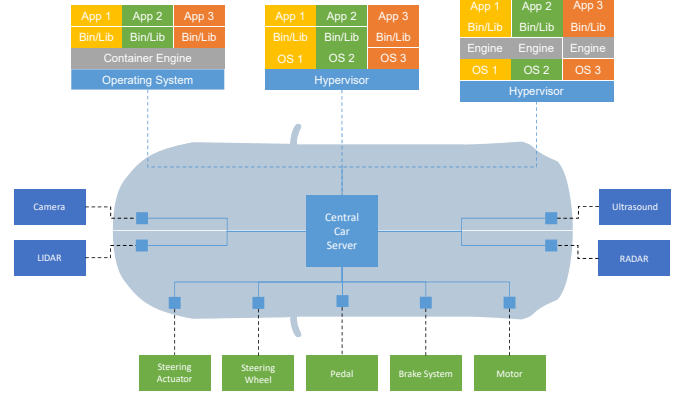 App 1 App 2 App 3
Bin/Lib Bin/Lib Bin/Lib
Container Engine
Operating System
App 1 App 2 App 3
Bin/Lib Bin/Lib Bin/Lib
OS 1 OS 2 OS 3
Hypervisor
App 1 App 2 App 3
Bin/Lib Bin/Lib Bin/Lib
Engine Engine Engine
OS 1 OS 2 OS 3
Hypervisor
Camera
LIDAR
Central
Car
Server
Ultrasound
RADAR
Steering
Actuator
Steering
Wheel
Pedal
Brake System
Motor